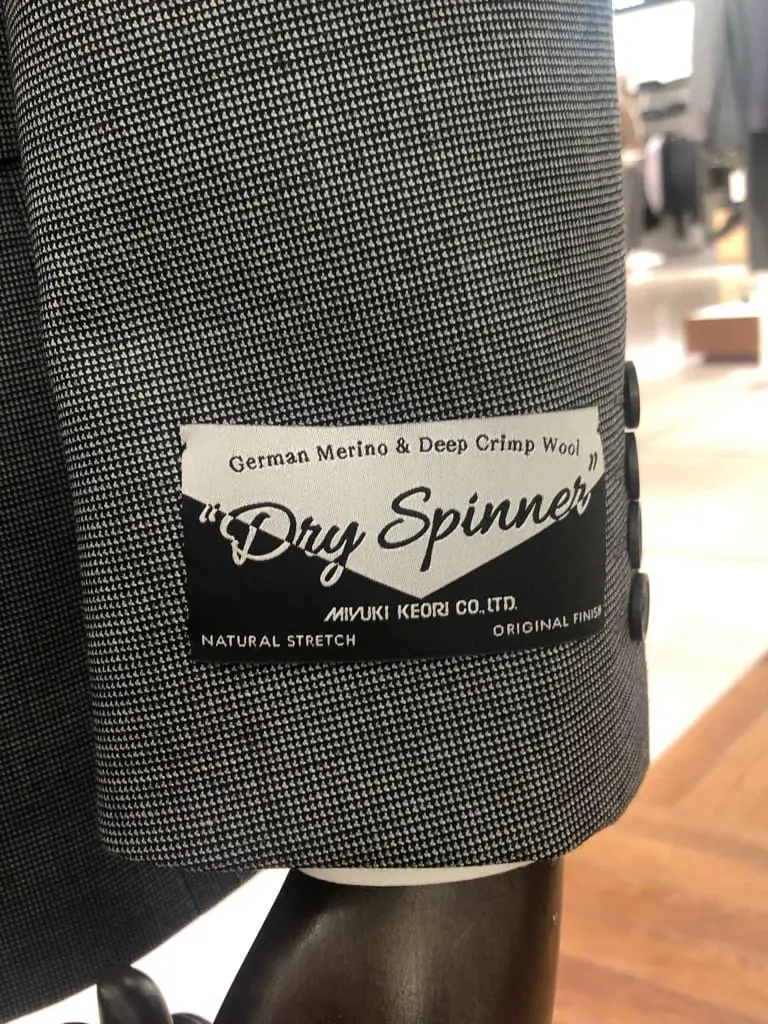 German Merino & Deep Crimp Wool
"Dry Spinner"
MIYUKI KEORI CO., LTD.
NATURAL STRETCH
ORIGINAL FINISH